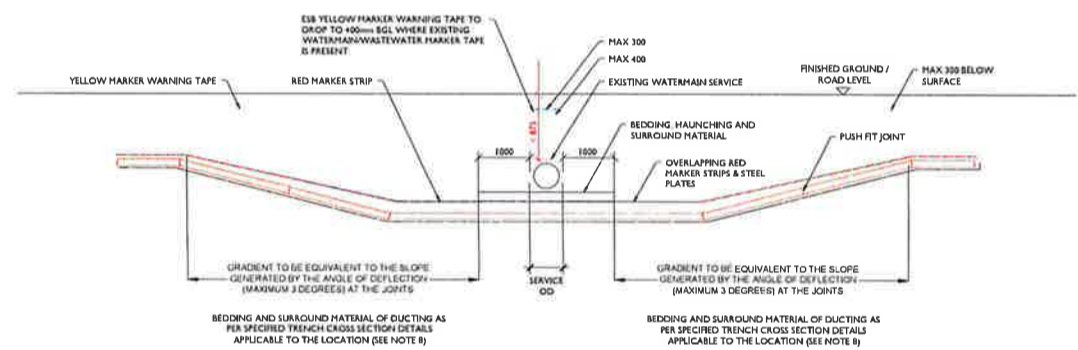 ESB YELLOW MARKER WARNING TAPE TO
DROP TO 400mm BGL WHERE EXISTING
WATERMAIN/WASTEWATER MARKER TAPE
IS PRESENT
MAX 300
MAX 400
YELLOW MARKER WARNING TAPE
RED MARKER STRIP
EXISTING WATERMAIN SERVICE
FINISHED GROUND /
ROAD LEVEL
MAX 300 BELOW
SURFACE
BEDDING, HAUNCHING AND
SURROUND MATERIAL
PUSH FIT JOINT
1000
1000
OVERLAPPING RED
MARKER STRIPS & STEEL
PLATES
GRADIENT TO BE EQUIVALENT TO THE SLOPE
GENERATED BY THE ANGLE OF DEFLECTION
(MAXIMUM 3 DEGREES) AT THE JOINTS
SERVICE
OD
GRADIENT TO BE EQUIVALENT TO THE SLOPE
GENERATED BY THE ANGLE OF DEFLECTION
(MAXIMUM 3 DEGREES) AT THE JOINTS
BEDDING AND SURROUND MATERIAL OF DUCTING AS
PER SPECIFIED TRENCH CROSS SECTION DETAILS
APPLICABLE TO THE LOCATION (SEE NOTE 8)
BEDDING AND SURROUND MATERIAL OF DUCTING AS
PER SPECIFIED TRENCH CROSS SECTION DETAILS
APPLICABLE TO THE LOCATION (SEE NOTE 8)